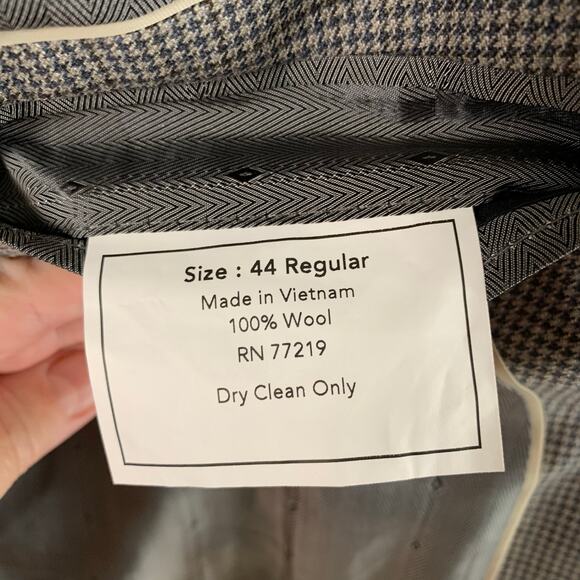 Size : 44 Regular
Made in Vietnam
100% Wool
RN 77219
Dry Clean Only